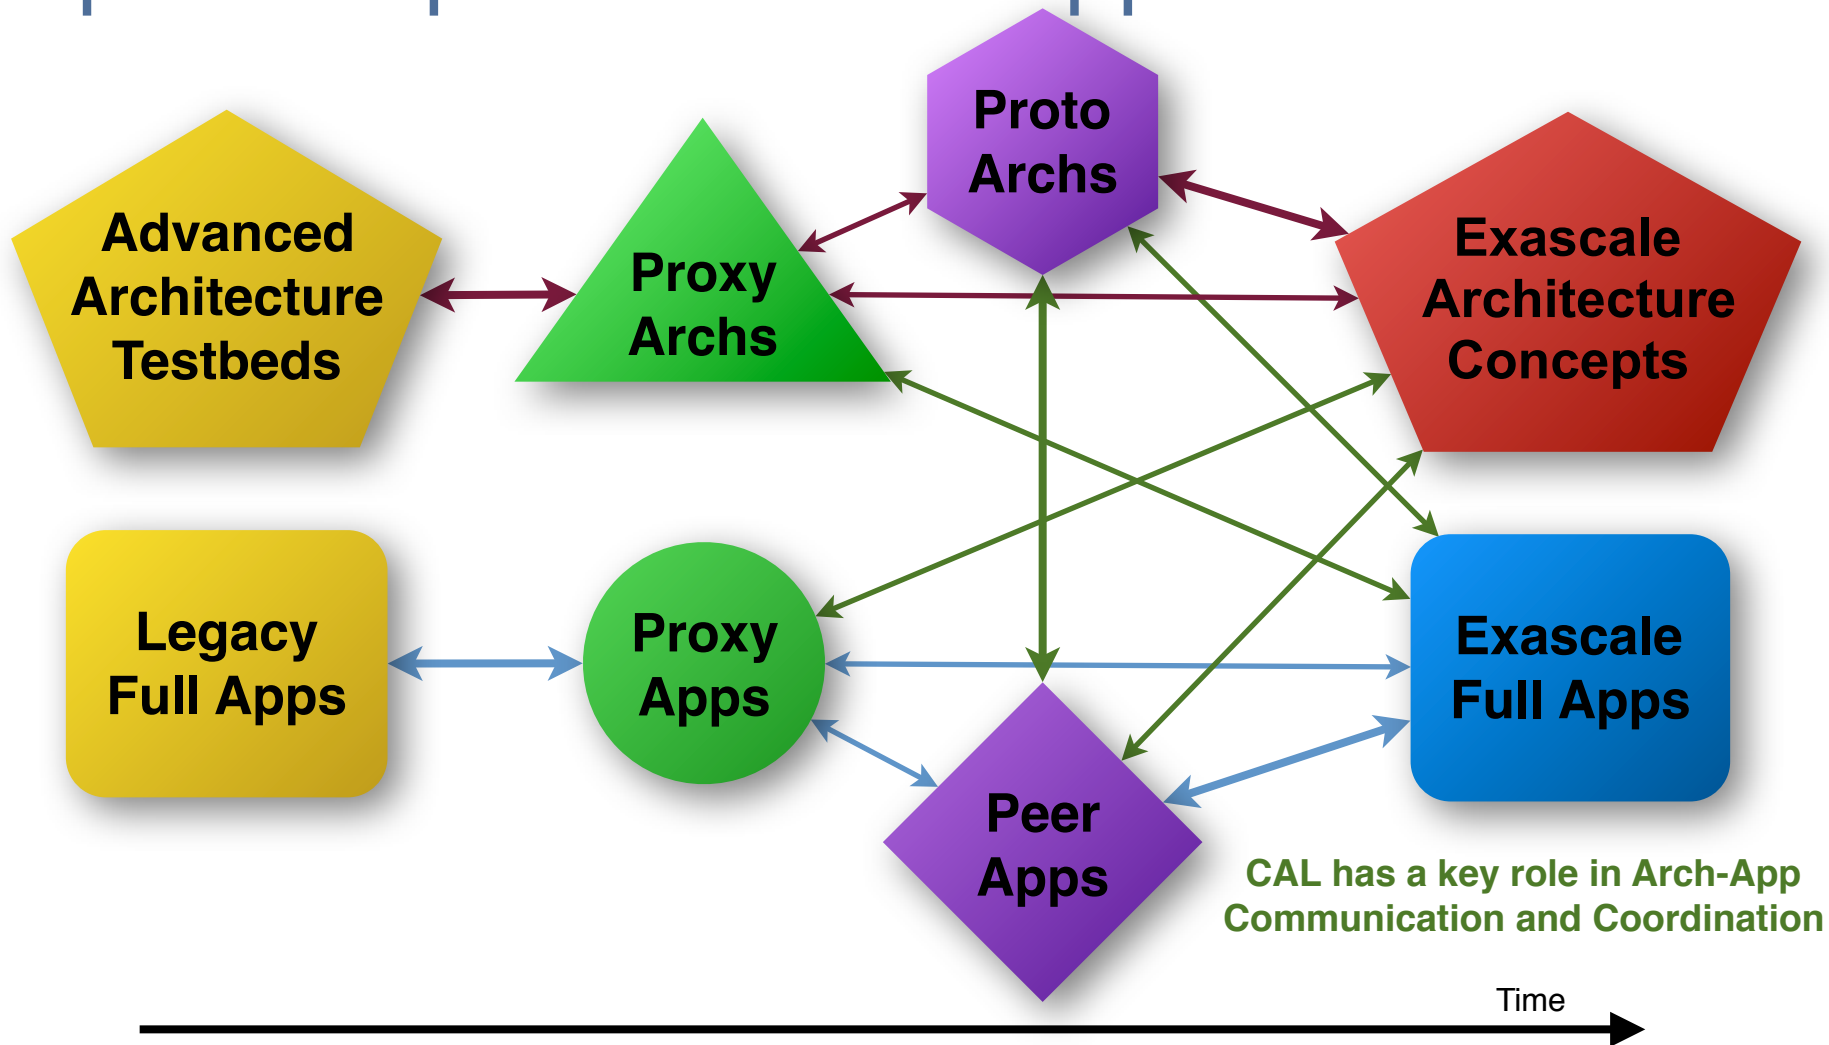 Proto
Archs
Advanced
Architecture
Testbeds
Proxy
Archs
Exascale
Architecture
Concepts
Legacy
Full Apps
Proxy
Apps
Exascale
Full Apps
Peer
Apps
CAL has a key role in Arch-App
Communication and Coordination
Time